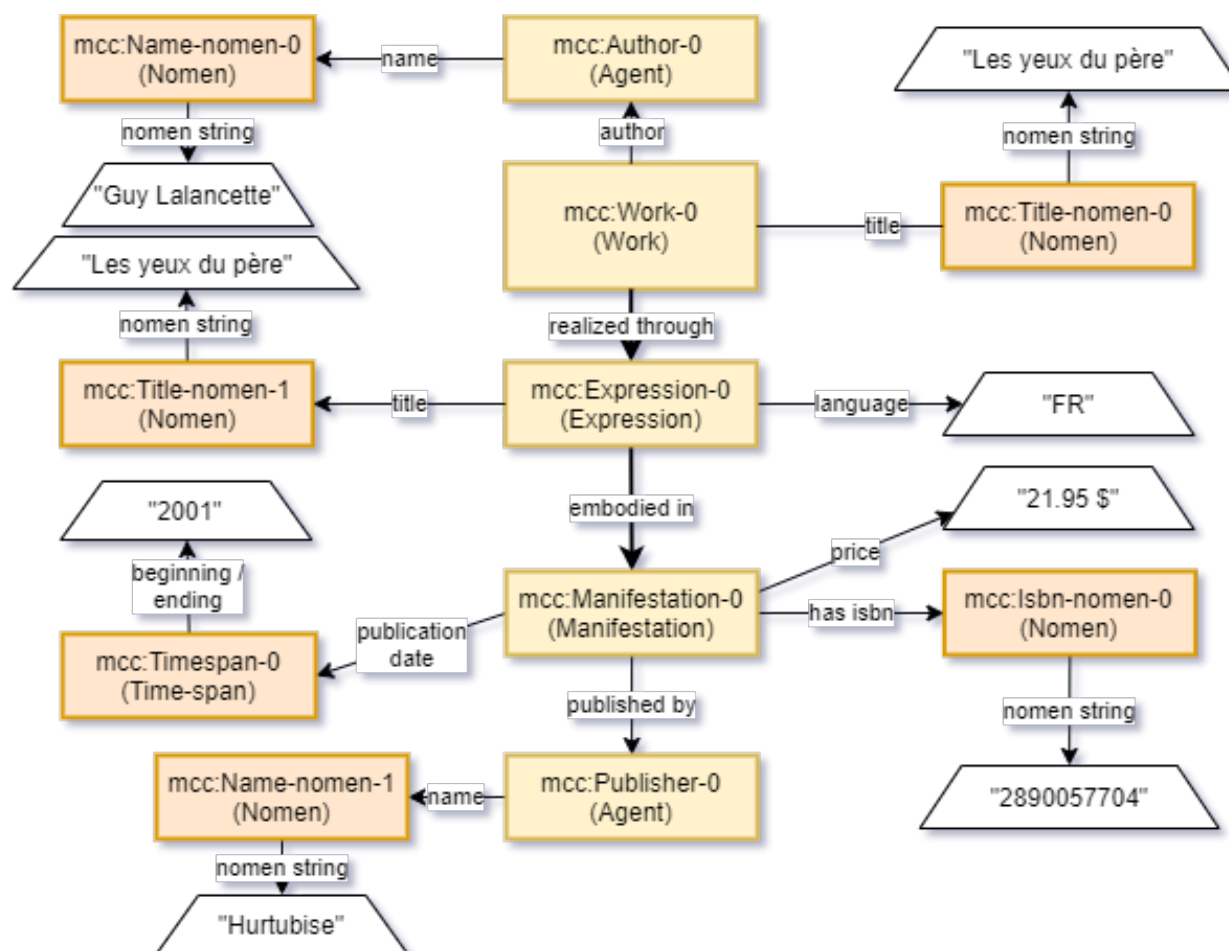 mcc:Name-nomen-0
(Nomen)
name
mcc:Author-0
(Agent)
"Les yeux du père"
nomen string
author
nomen string
"Guy Lalancette"
mcc:Work-0
(Work)
title
mcc:Title-nomen-0
(Nomen)
"Les yeux du père"
nomen string
realized through
mcc:Title-nomen-1
(Nomen)
title
mcc:Expression-0
(Expression)
language
"FR"
"2001"
embodied in
"21.95 $"
beginning /
ending
price
mcc:Manifestation-0
(Manifestation)
has isbn
mcc:Isbn-nomen-0
(Nomen)
publication
date
mcc:Timespan-0
(Time-span)
published by
nomen string
mcc:Name-nomen-1
(Nomen)
name
mcc:Publisher-0
(Agent)
"2890057704"
nomen string
"Hurtubise"